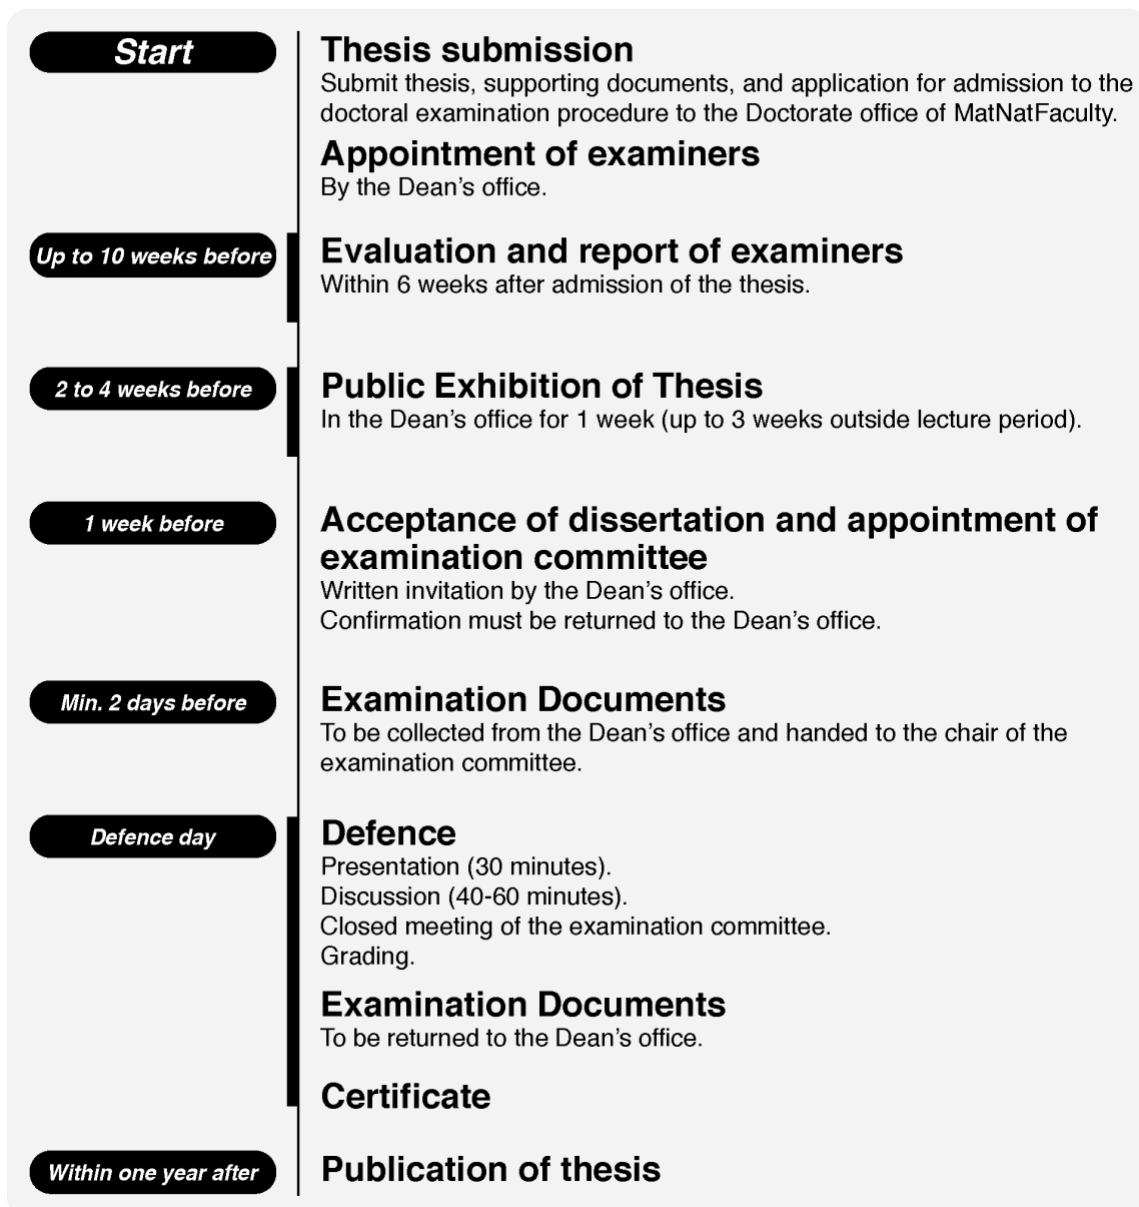 Start
Thesis submission
Submit thesis, supporting documents, and application for admission to the
doctoral examination procedure to the Doctorate office of MatNatFaculty.
Appointment of examiners
By the Dean's office.
Up to 10 weeks before
Evaluation and report of examiners
Within 6 weeks after admission of the thesis.
2 to 4 weeks before
Public Exhibition of Thesis
In the Dean's office for 1 week (up to 3 weeks outside lecture period).
1 week before
Acceptance of dissertation and appointment of
examination committee
Written invitation by the Dean's office.
Confirmation must be returned to the Dean's office.
Min. 2 days before
Examination Documents
To be collected from the Dean's office and handed to the chair of the
examination committee.
Defence day
Defence
Presentation (30 minutes).
Discussion (40-60 minutes).
Closed meeting of the examination committee.
Grading.
Examination Documents
To be returned to the Dean's office.
Certificate
Within one year after
Publication of thesis